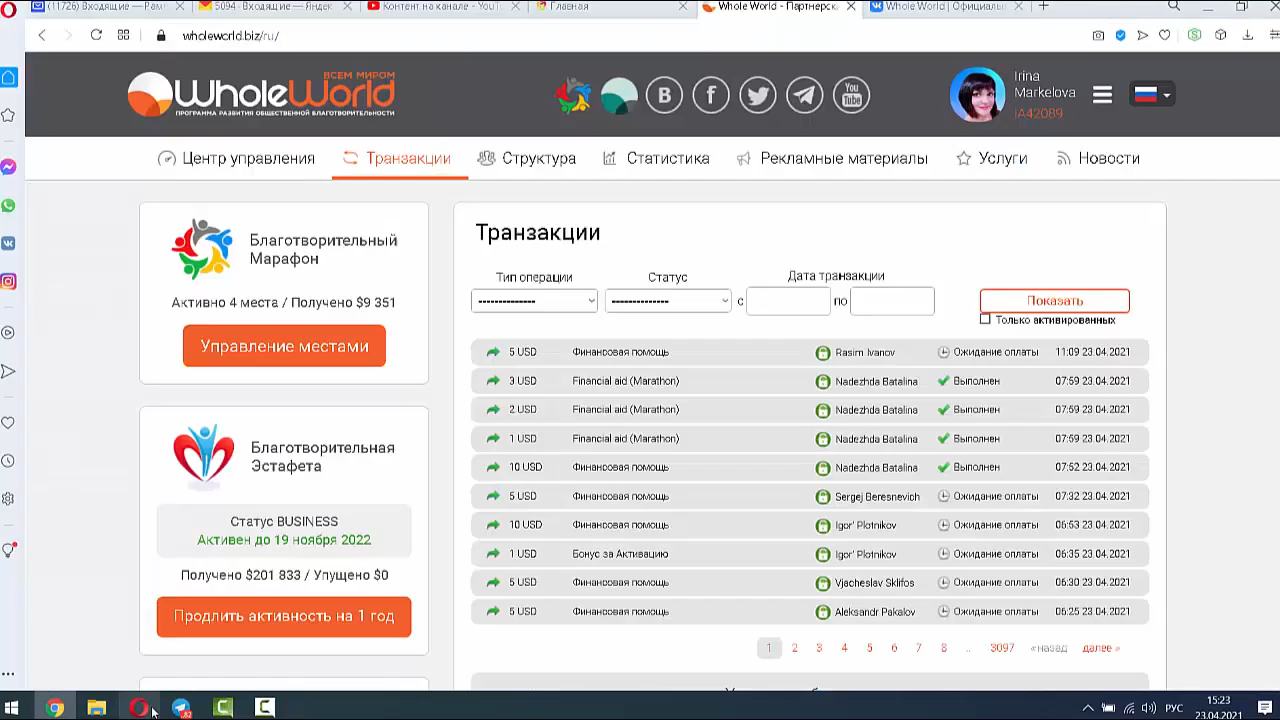 (11726) Входящие — Рам
5094 · Входящие — Яндек
Контент на канале - YouT
Главная
Whole World - Партнерск
Whole World | Официаль
wholeworld.biz/ru/
ВСЕМ МИРОМ
WholeWorld
ПРОГРАММА РАЗВИТИЯ ОБЩЕСТВЕННОЙ БЛАГОТВОРИТЕЛЬНОСТИ
You Tube
Irina
Markelova
IA42089
Центр управления
Транзакции
Структура
Статистика
Рекламные материалы
Услуги
Новости
Благотворительный
Марафон
Активно 4 места / Получено $9 351
Управление местами
Благотворительная
Эстафета
Статус BUSINESS
Активен до 19 ноября 2022
Получено $201 833 / Упущено $0
Продлить активность на 1 год
Транзакции
Тип операции Статус Дата транзакции
-------------- -------------- с по Показать
Только активированных
5 USD Финансовая помощь Rasim Ivanov Ожидание оплаты 11:09 23.04.2021
3 USD Financial aid (Marathon) Nadezhda Batalina Выполнен 07:59 23.04.2021
2 USD Financial aid (Marathon) Nadezhda Batalina Выполнен 07:59 23.04.2021
1 USD Financial aid (Marathon) Nadezhda Batalina Выполнен 07:59 23.04.2021
10 USD Финансовая помощь Nadezhda Batalina Выполнен 07:52 23.04.2021
5 USD Финансовая помощь Sergej Beresnevich Ожидание оплаты 07:32 23.04.2021
10 USD Финансовая помощь Igor' Plotnikov Ожидание оплаты 06:53 23.04.2021
1 USD Бонус за Активацию Igor' Plotnikov Ожидание оплаты 06:35 23.04.2021
5 USD Финансовая помощь Vjacheslav Sklifos Ожидание оплаты 06:30 23.04.2021
5 USD Финансовая помощь Aleksandr Pakalov Ожидание оплаты 06:25 23.04.2021
1 2 3 4 5 6 7 8 .. 3097 «назад далее »
82
РУС
15:23
23.04.2021